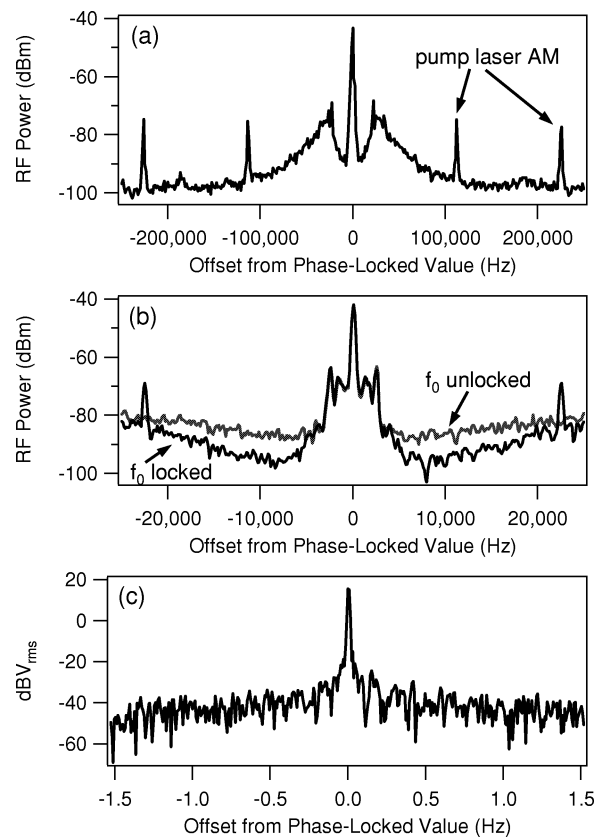 (a)
pump laser AM
RF Power (dBm)
-40
-60
-80
-100
-200,000 -100,000 0 100,000 200,000
Offset from Phase-Locked Value (Hz)
(b)
f0 unlocked
f0 locked
RF Power (dBm)
-40
-60
-80
-100
-20,000 -10,000 0 10,000 20,000
Offset from Phase-Locked Value (Hz)
(c)
dBVrms
20
0
-20
-40
-60
-1.5 -1.0 -0.5 0.0 0.5 1.0 1.5
Offset from Phase-Locked Value (Hz)